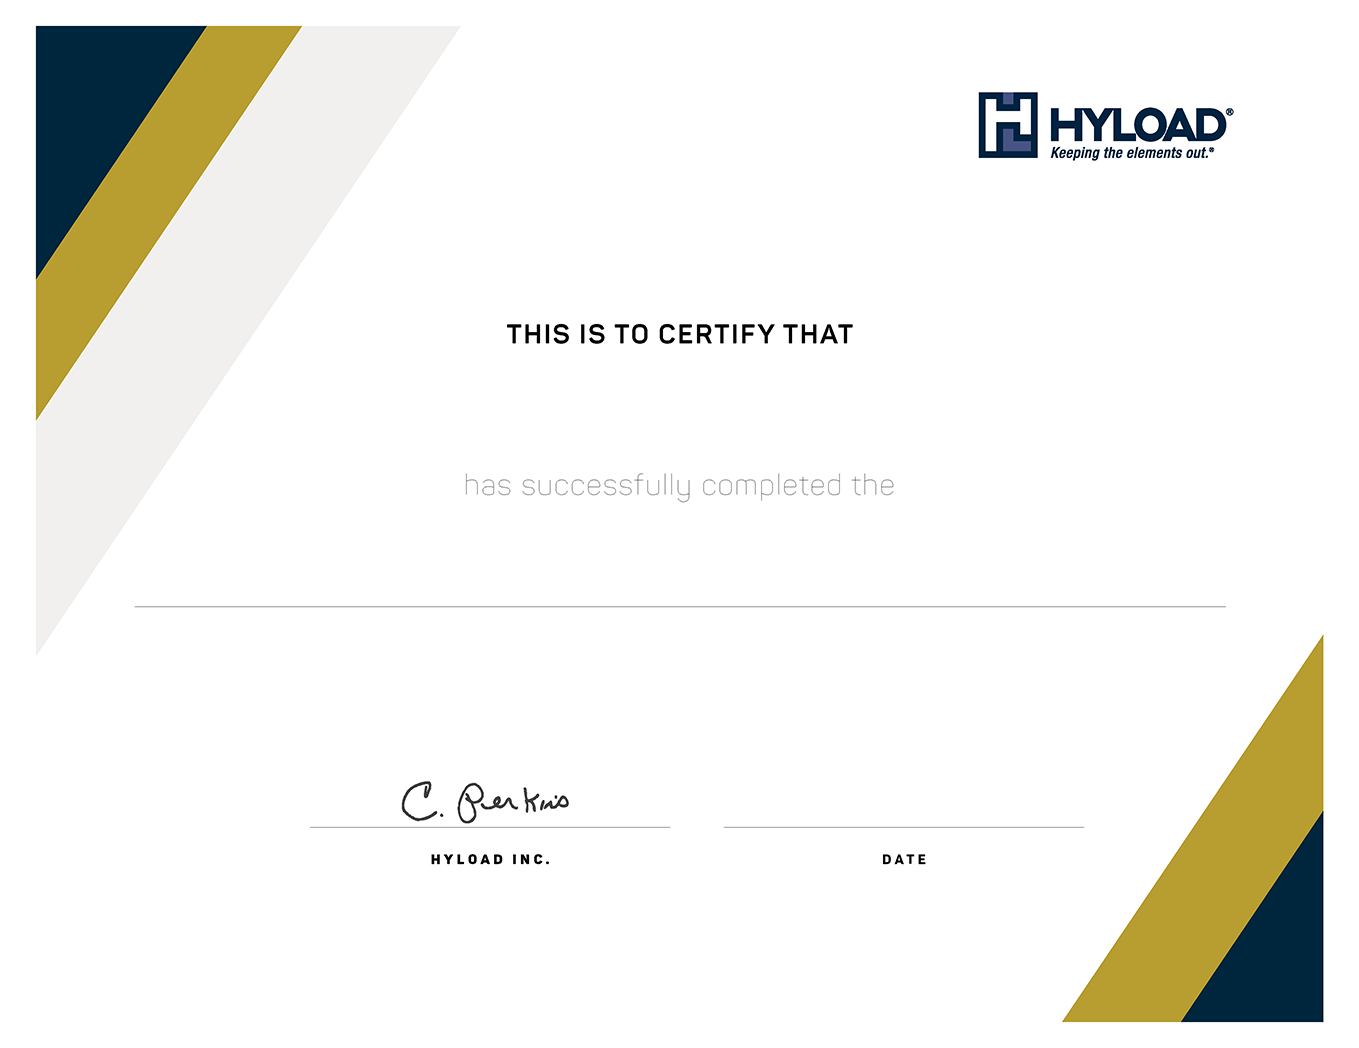 HYLOAD®
Keeping the elements out.®
THIS IS TO CERTIFY THAT
has successfully completed the
C. Perkins
HYLOAD INC.
DATE